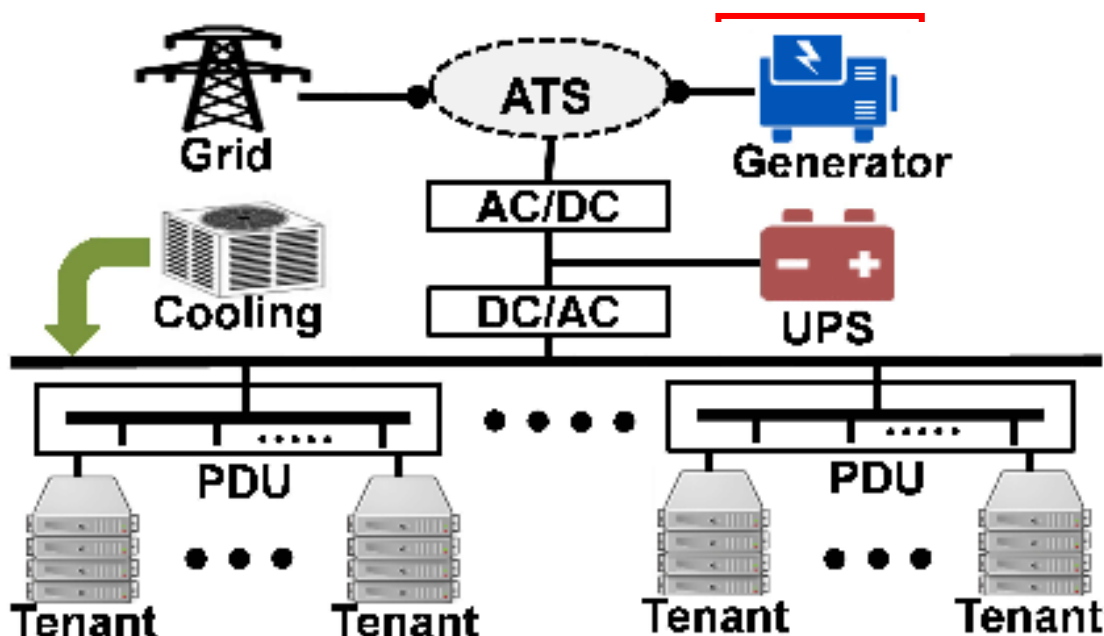 ATS
Grid
Generator
AC/DC
Cooling
DC/AC
UPS
PDU
PDU
Tenant
Tenant
Tenant
Tenant